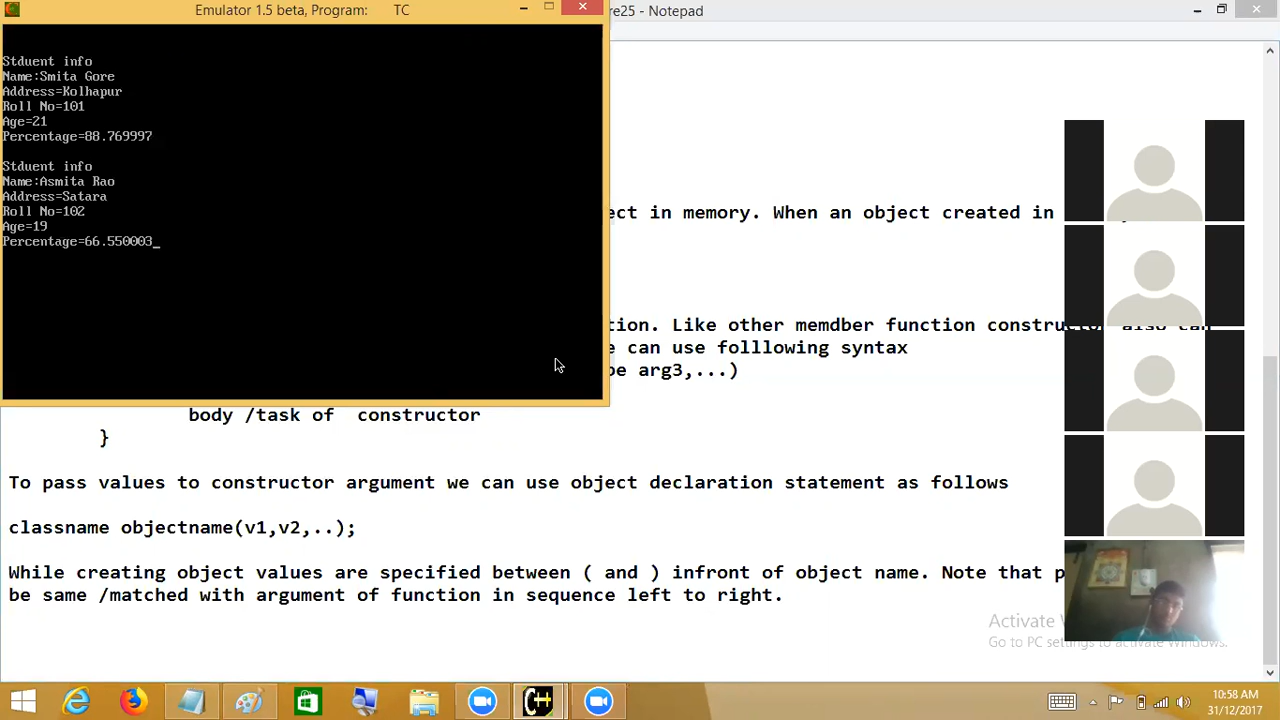 Emulator 1.5 beta, Program: TC
re25 - Notepad
Stduent info
Name:Smita Gore
Address=Kolhapur
Roll No=101
Age=21
Percentage=88.769997
Stduent info
Name:Asmita Rao
Address=Satara
Roll No=102
Age=19
Percentage=66.550003_
ect in memory. When an object created in
tion. Like other memdber function constructor also can
e can use folllowing syntax
pe arg3,...)
body /task of constructor
}
To pass values to constructor argument we can use object declaration statement as follows
classname objectname(v1,v2,..);
While creating object values are specified between ( and ) infront of object name. Note that p
be same /matched with argument of function in sequence left to right.
Activate
Go to PC settings to activate Windows.
C++
10:58 AM
31/12/2017